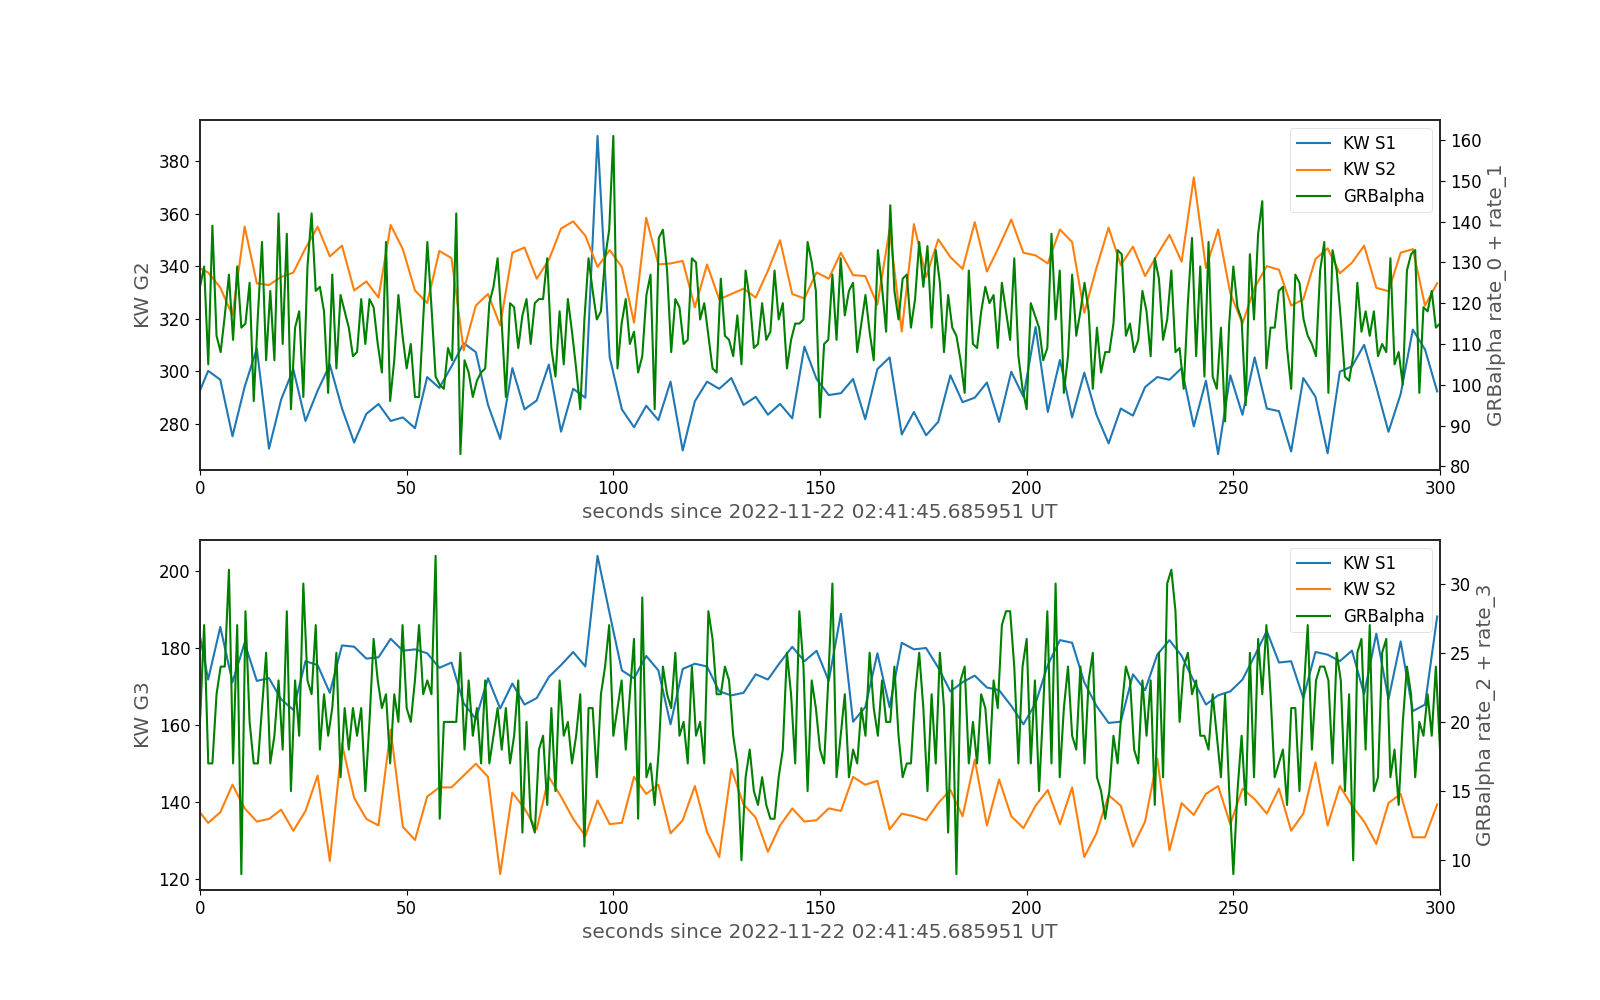 KW S1
KW S2
GRBalpha
380
360
340
320
300
280
160
150
140
130
120
110
100
90
80
KW G2
GRBalpha rate_0 + rate_1
0 50 100 150 200 250 300
seconds since 2022-11-22 02:41:45.685951 UT
KW S1
KW S2
GRBalpha
200
180
160
140
120
30
25
20
15
10
KW G3
GRBalpha rate_2 + rate_3
0 50 100 150 200 250 300
seconds since 2022-11-22 02:41:45.685951 UT